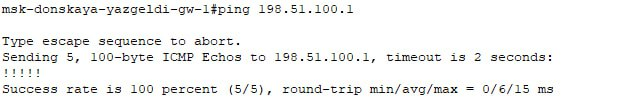 msk-donskaya-yazgeldi-gw-1#ping 198.51.100.1
Type escape sequence to abort.
Sending 5, 100-byte ICMP Echos to 198.51.100.1, timeout is 2 seconds:
!!!!!
Success rate is 100 percent (5/5), round-trip min/avg/max = 0/6/15 ms